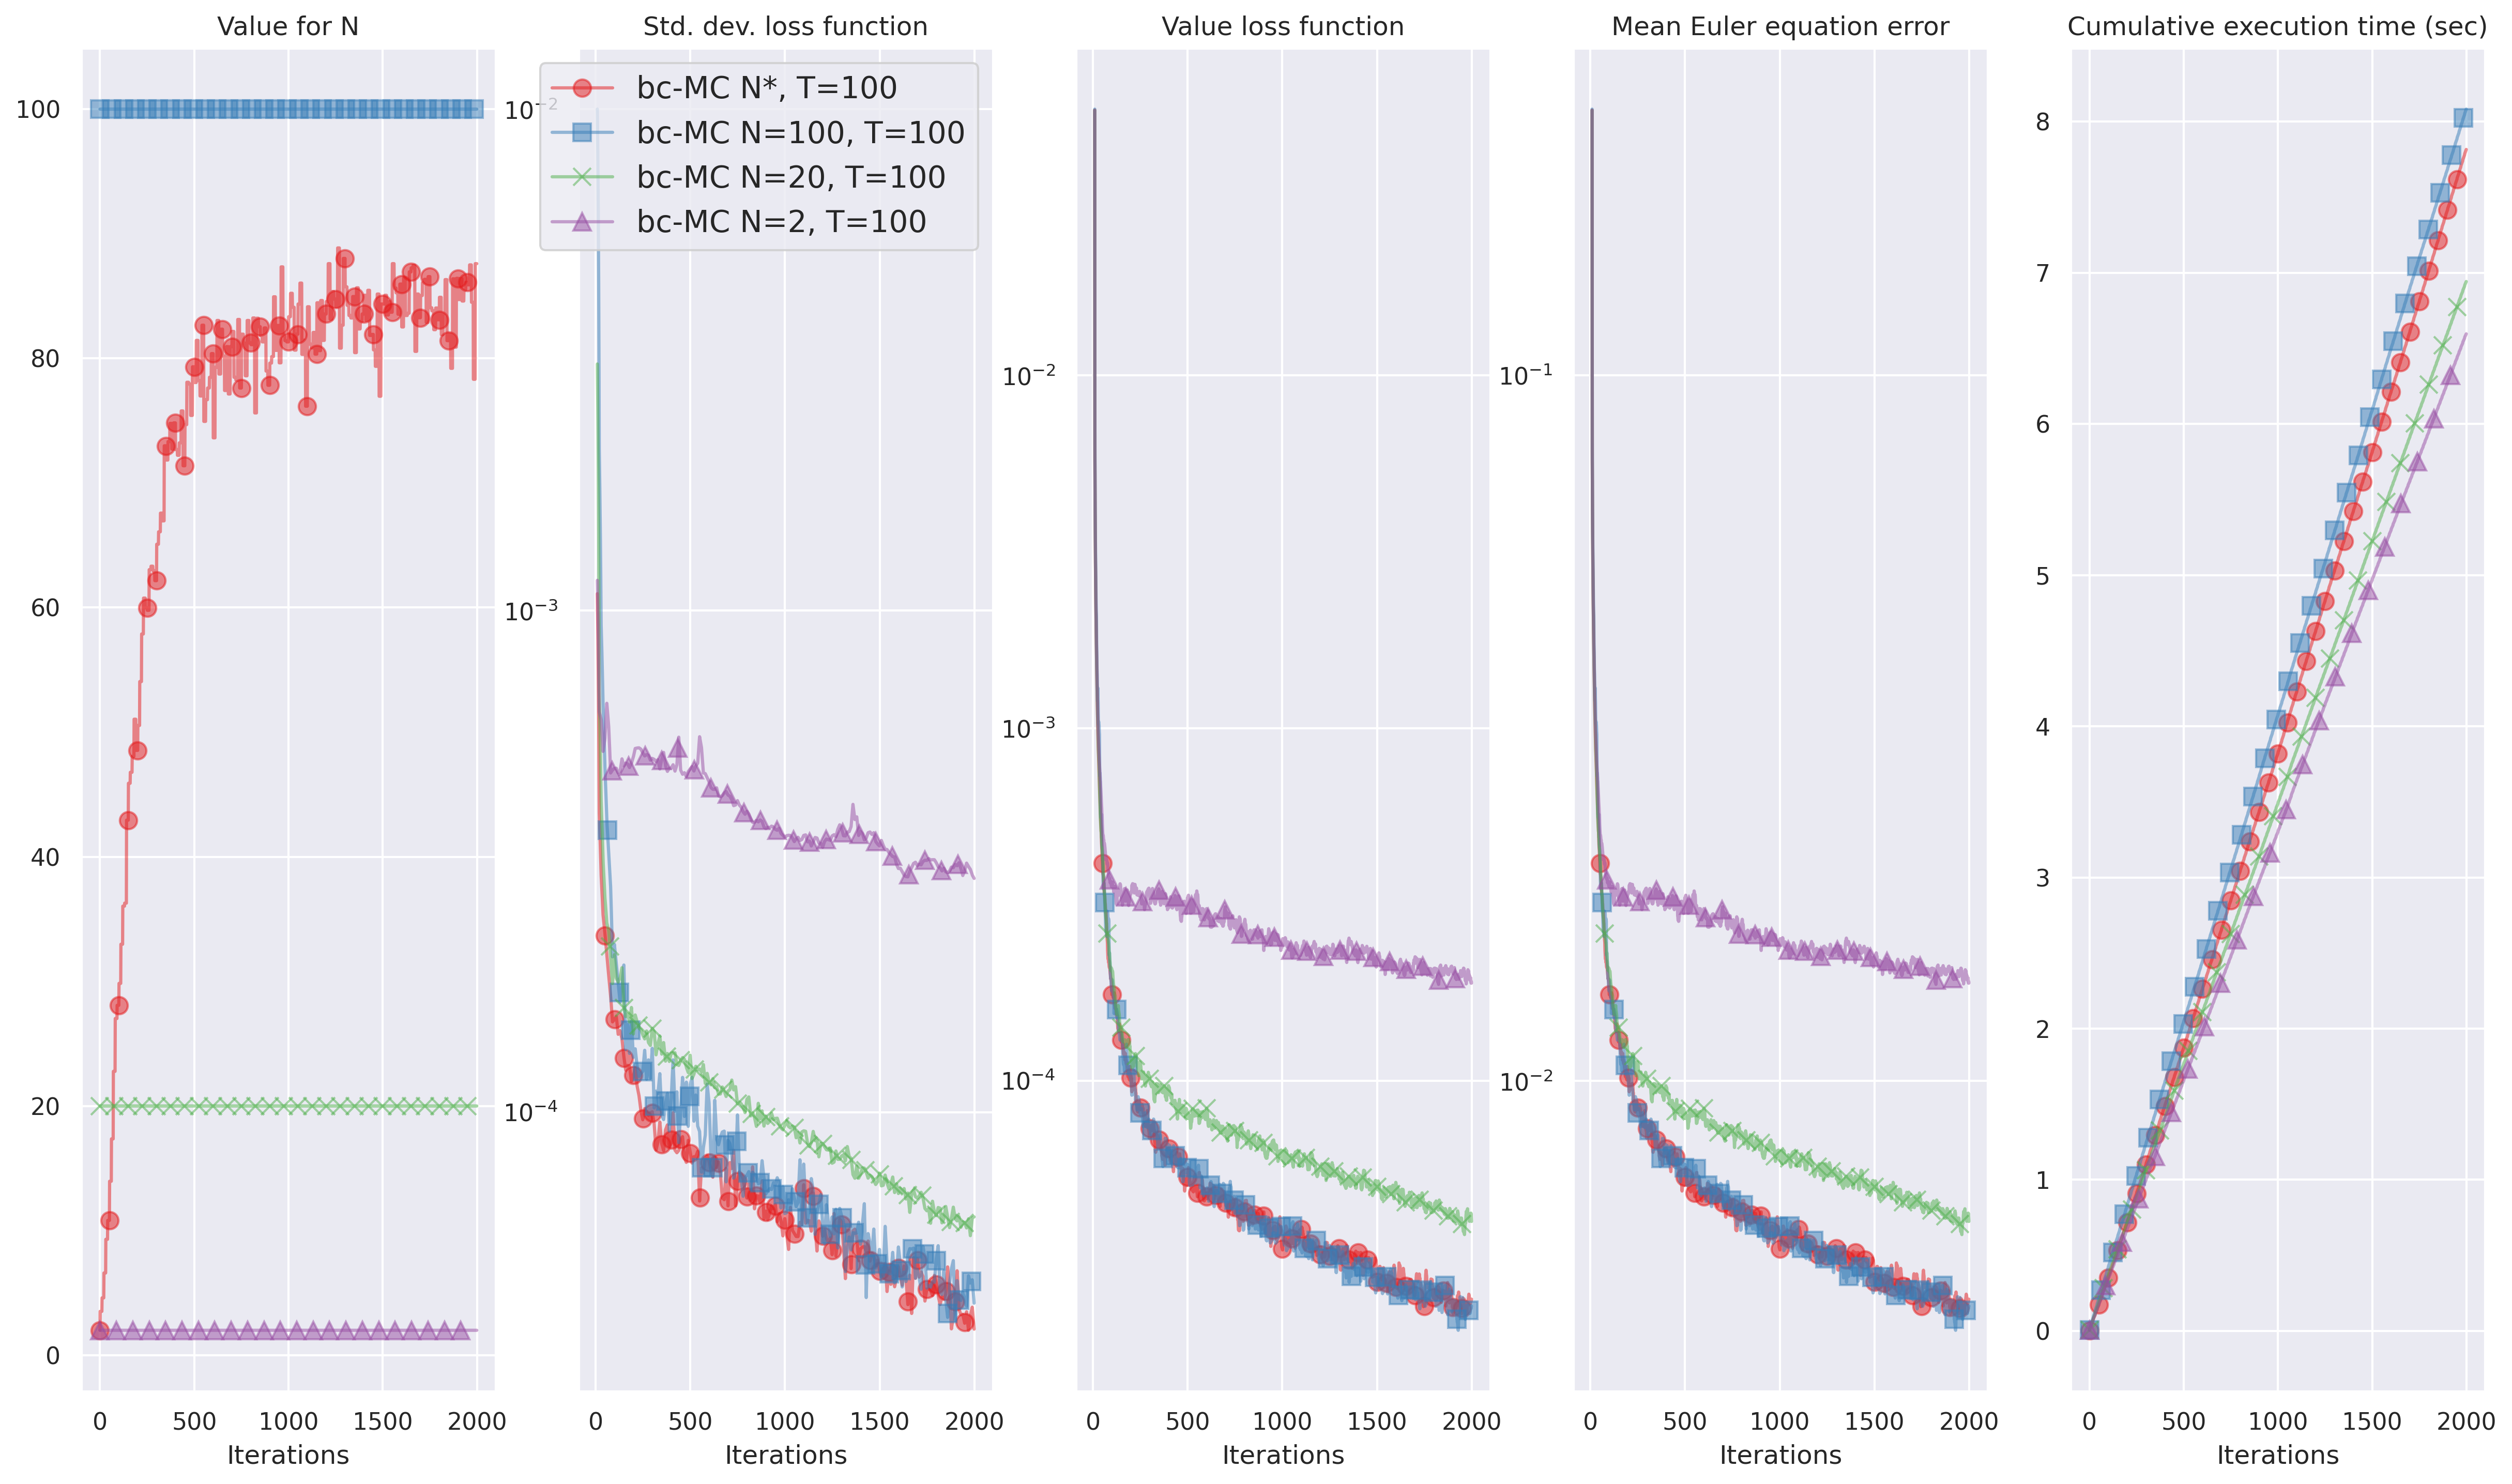 Value for N
Std. dev. loss function
Value loss function
Mean Euler equation error
Cumulative execution time (sec)
bc-MC N*, T=100
bc-MC N=100, T=100
bc-MC N=20, T=100
bc-MC N=2, T=100
100
80
60
40
20
0
0 500 1000 1500 2000
Iterations
10⁻²
10⁻³
10⁻⁴
0 500 1000 1500 2000
Iterations
10⁻²
10⁻³
10⁻⁴
0 500 1000 1500 2000
Iterations
10⁻¹
10⁻²
0 500 1000 1500 2000
Iterations
8
7
6
5
4
3
2
1
0
0 500 1000 1500 2000
Iterations